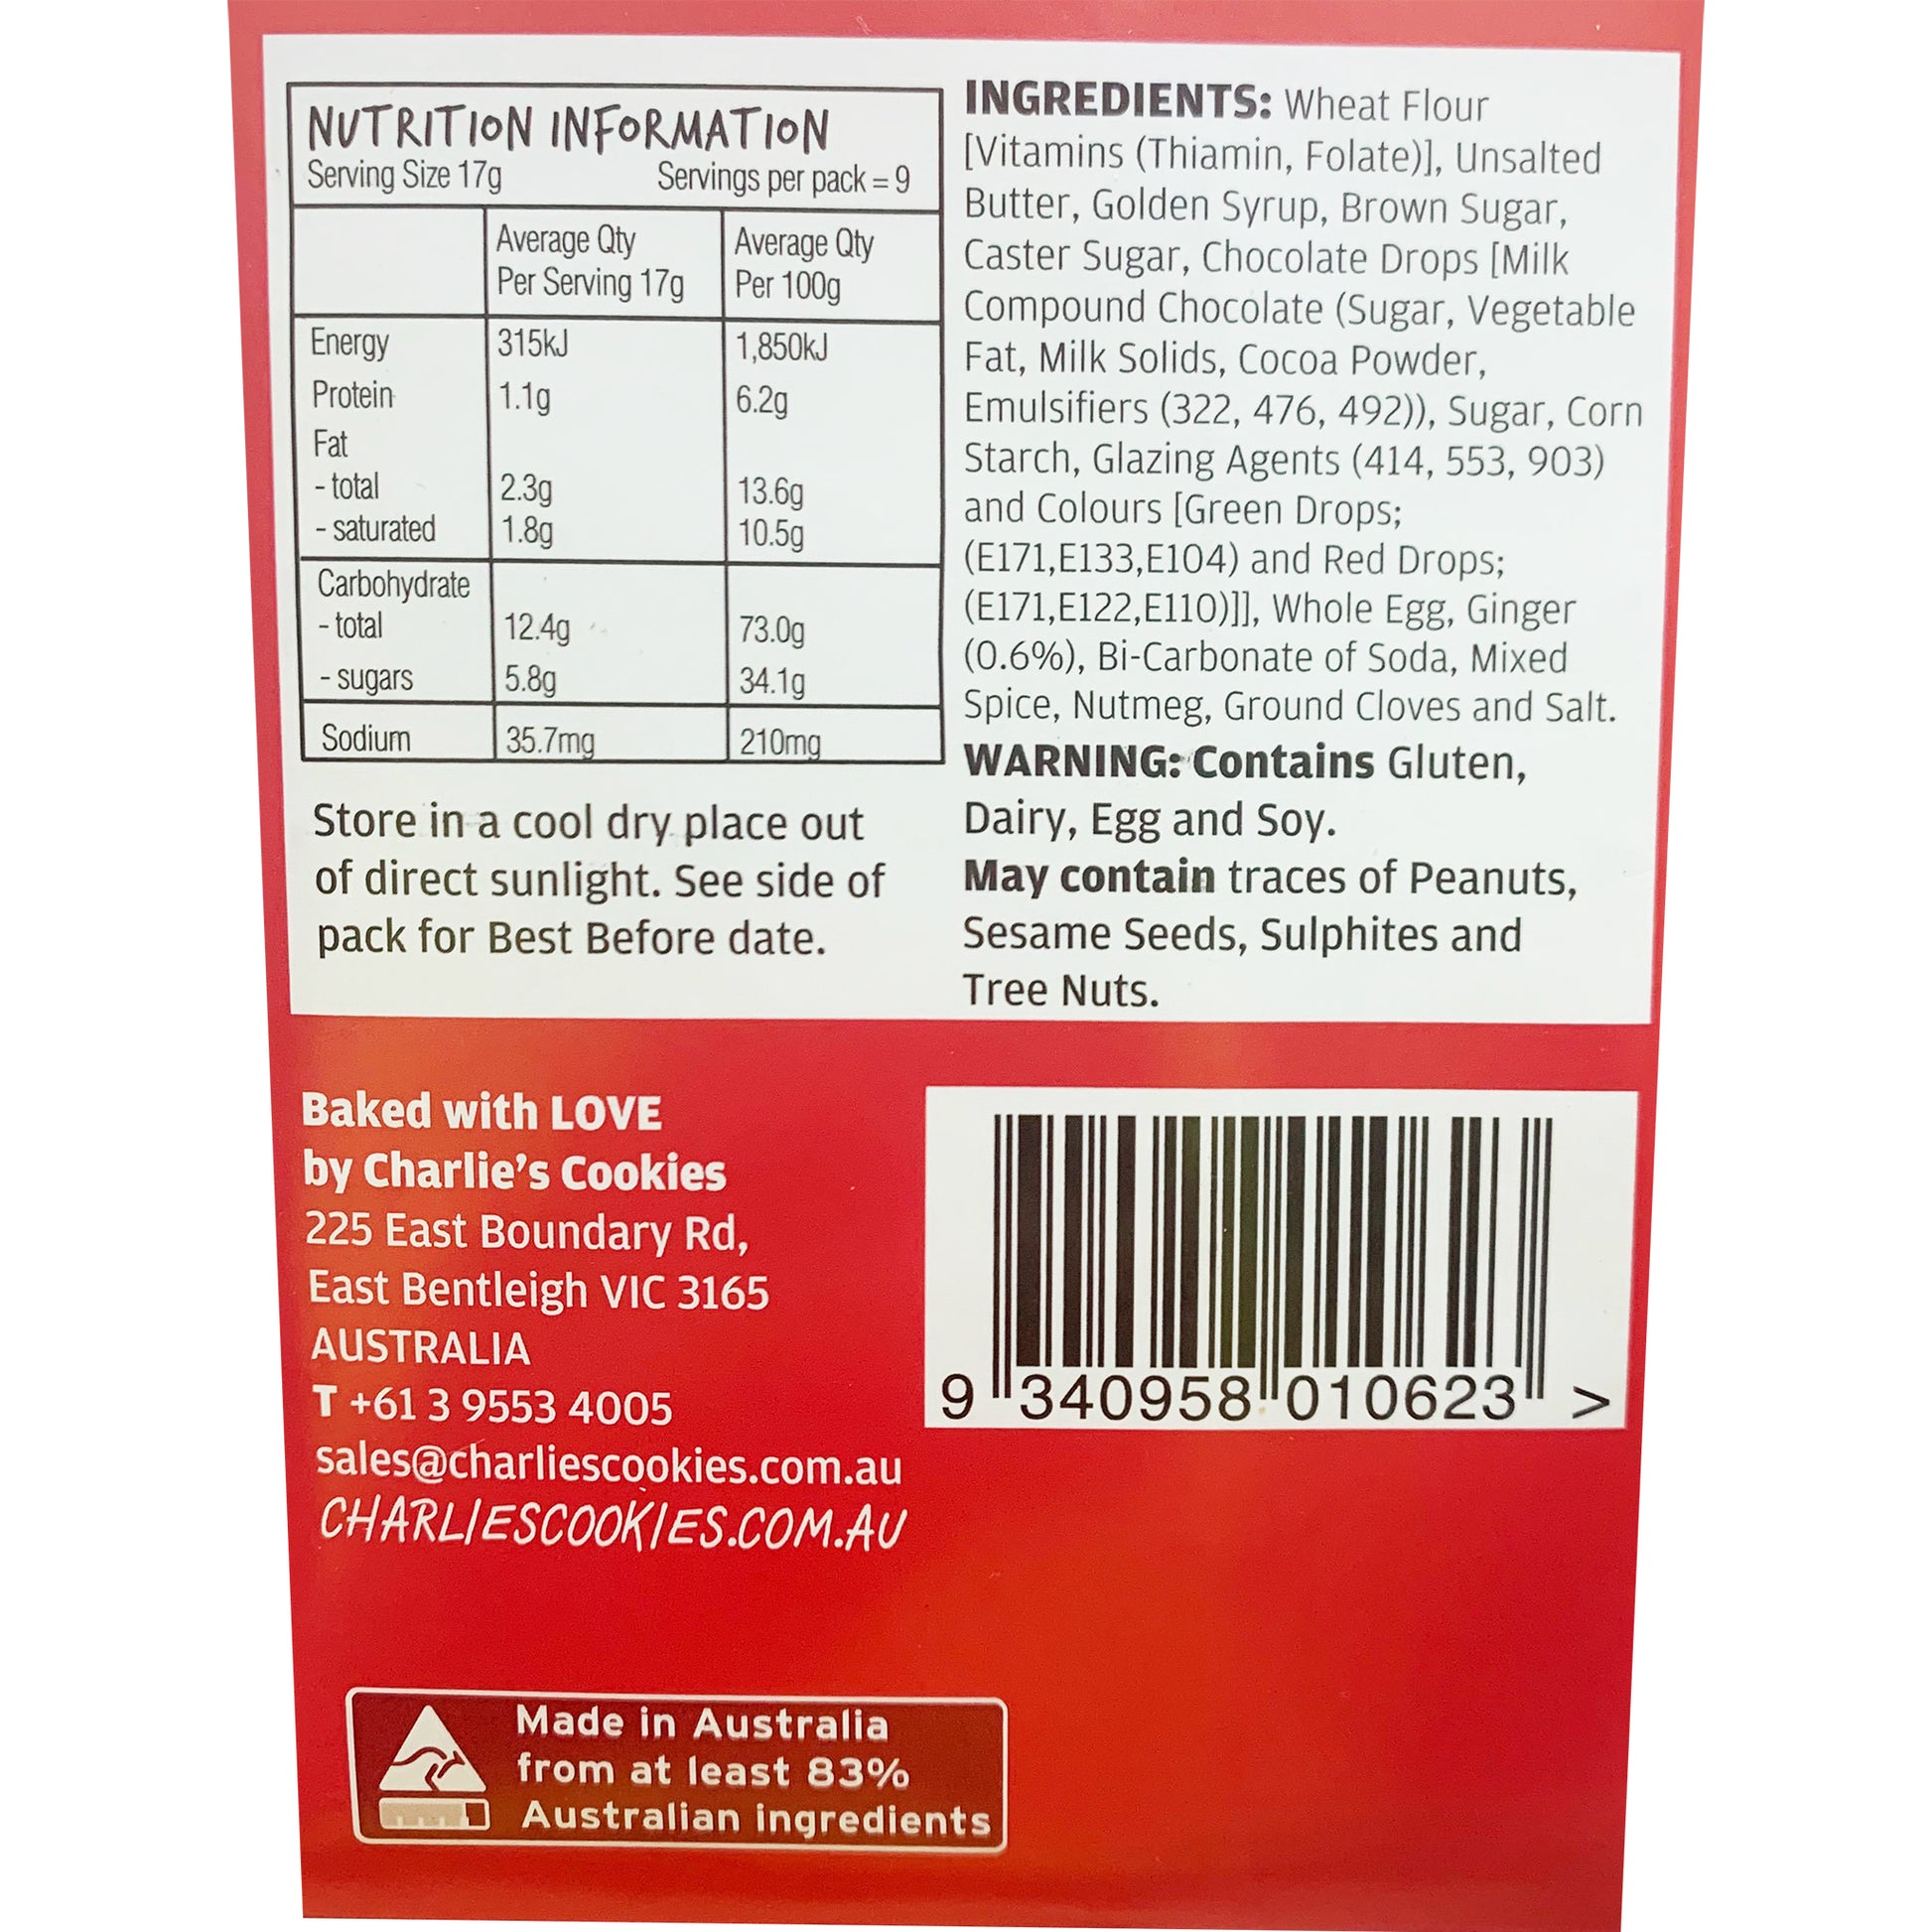 NUTRITION INFORMATION
Serving Size 17g Servings per pack = 9
Average Qty Average Qty
Per Serving 17g Per 100g
Energy 315kJ 1,850kJ
Protein 1.1g 6.2g
Fat
- total 2.3g 13.6g
- saturated 1.8g 10.5g
Carbohydrate
- total 12.4g 73.0g
- sugars 5.8g 34.1g
Sodium 35.7mg 210mg
Store in a cool dry place out
of direct sunlight. See side of
pack for Best Before date.
INGREDIENTS: Wheat Flour
[Vitamins (Thiamin, Folate)], Unsalted
Butter, Golden Syrup, Brown Sugar,
Caster Sugar, Chocolate Drops [Milk
Compound Chocolate (Sugar, Vegetable
Fat, Milk Solids, Cocoa Powder,
Emulsifiers (322, 476, 492)), Sugar, Corn
Starch, Glazing Agents (414, 553, 903)
and Colours [Green Drops;
(E171,E133,E104) and Red Drops;
(E171,E122,E110)]], Whole Egg, Ginger
(0.6%), Bi-Carbonate of Soda, Mixed
Spice, Nutmeg, Ground Cloves and Salt.
WARNING: Contains Gluten,
Dairy, Egg and Soy.
May contain traces of Peanuts,
Sesame Seeds, Sulphites and
Tree Nuts.
Baked with LOVE
by Charlie's Cookies
225 East Boundary Rd,
East Bentleigh VIC 3165
AUSTRALIA
T +61 3 9553 4005
sales@charliescookies.com.au
CHARLIESCOOKIES.COM.AU
9 340958 010623 >
Made in Australia
from at least 83%
Australian ingredients